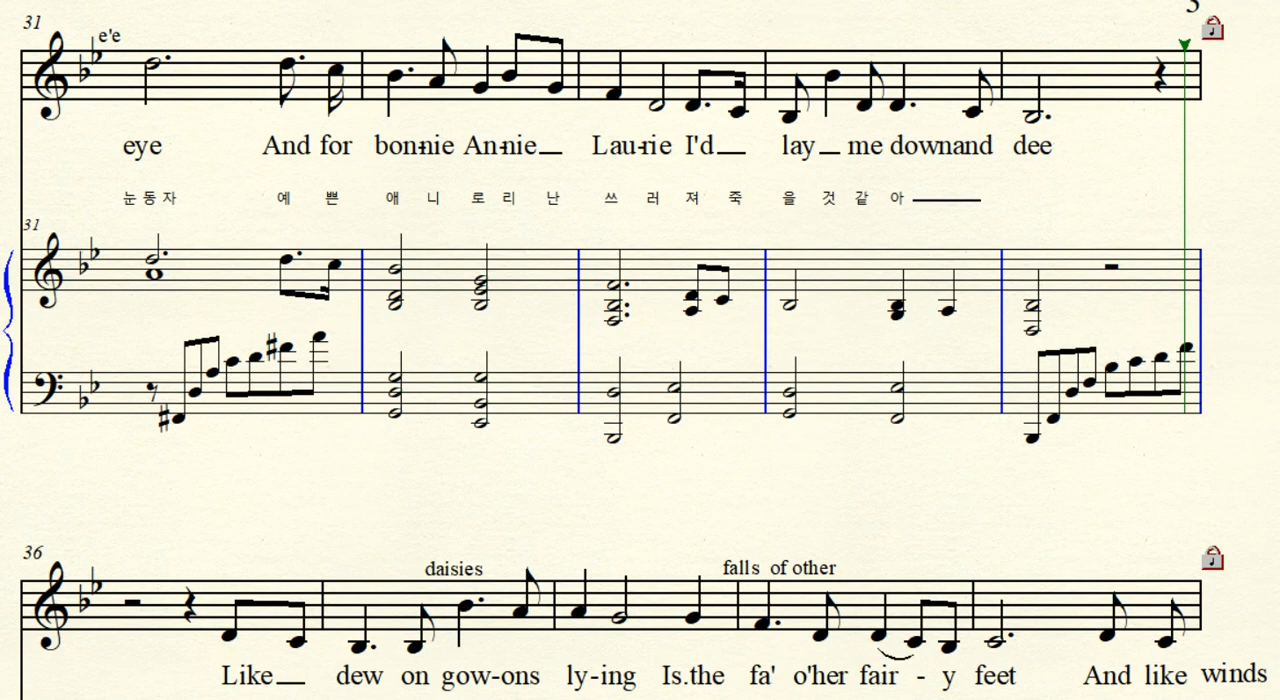 3
31
e'e
eye And for bon-nie An-nie Lau-rie I'd lay me down and dee
눈 동 자 예 쁜 애 니 로 리 난 쓰 러 져 죽 을 것 같 아
31
36
daisies falls of other
Like dew on gow-ons ly-ing Is.the fa' o'her fair - y feet And like winds